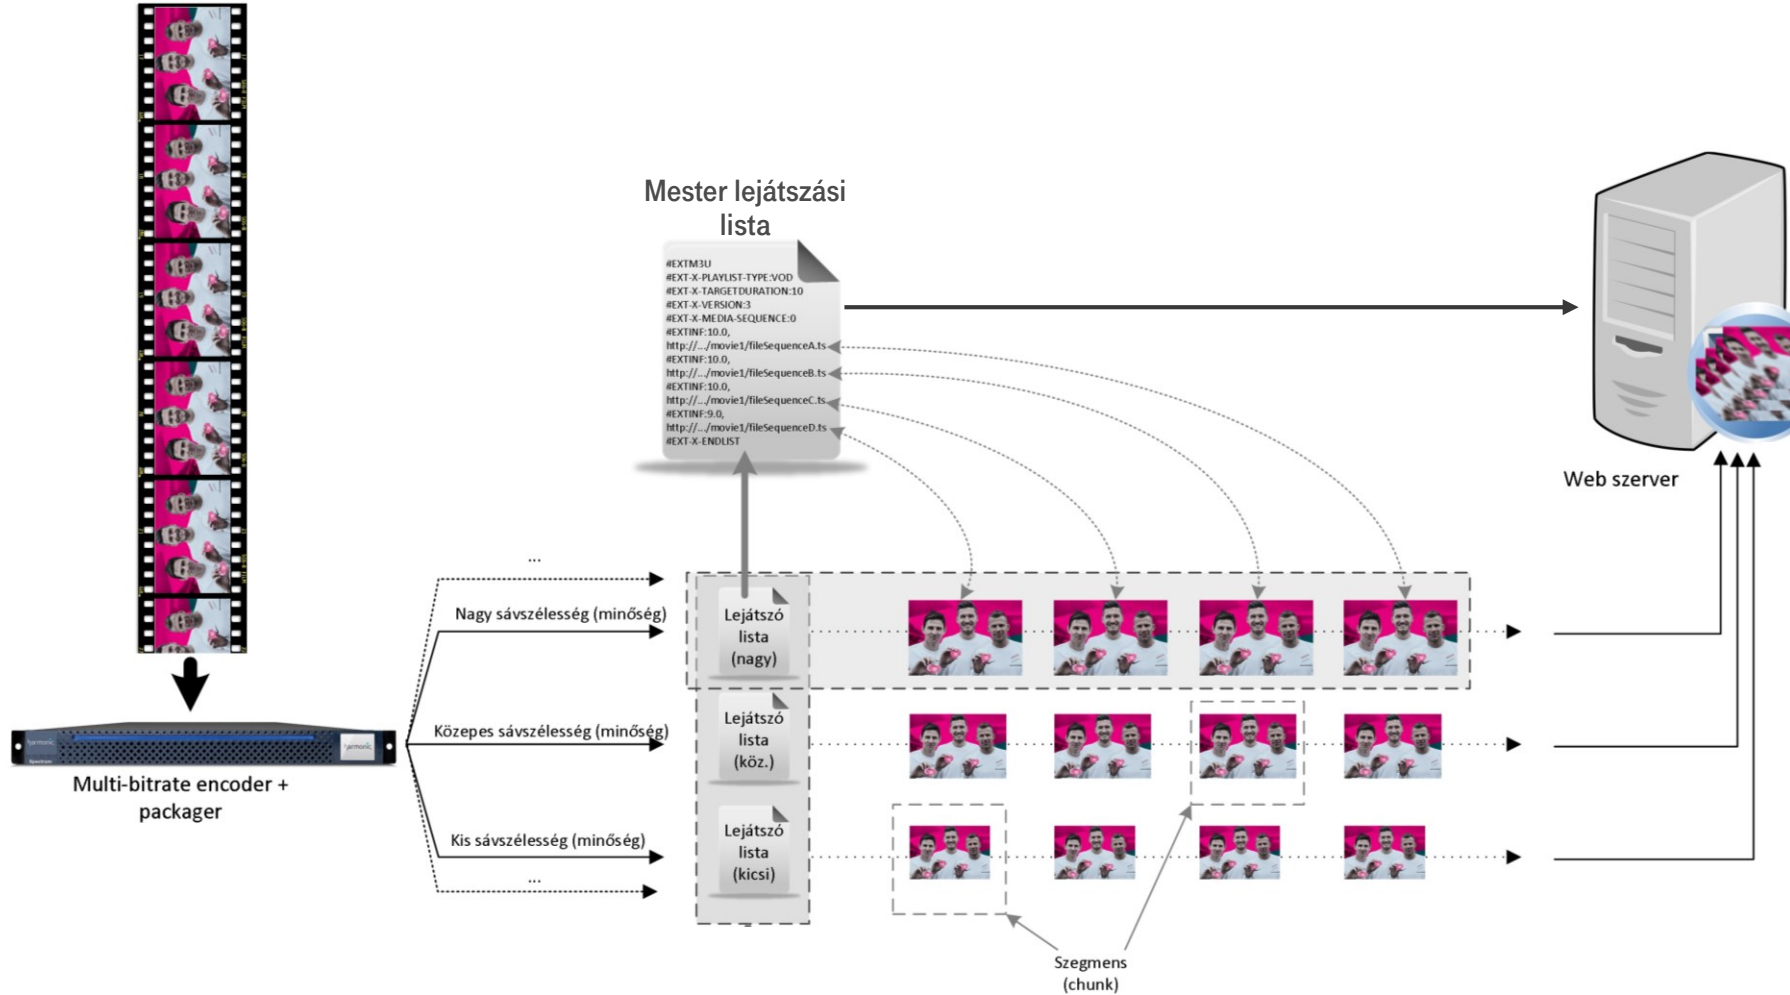 Mester lejátszási
lista
#EXTM3U
#EXT-X-PLAYLIST-TYPE:VOD
#EXT-X-TARGETDURATION:10
#EXT-X-VERSION:3
#EXT-X-MEDIA-SEQUENCE:0
#EXTINF:10.0,
http://.../movie1/fileSequenceA.ts
#EXTINF:10.0,
http://.../movie1/fileSequenceB.ts
#EXTINF:10.0,
http://.../movie1/fileSequenceC.ts
#EXTINF:9.0,
http://.../movie1/fileSequenceD.ts
#EXT-X-ENDLIST
Web szerver
...
Nagy sávszélesség (minőség)
Lejátszó
lista
(nagy)
Közepes sávszélesség (minőség)
Lejátszó
lista
(köz.)
harmonic
harmonic
Spectrum
Multi-bitrate encoder +
packager
Kis sávszélesség (minőség)
...
Lejátszó
lista
(kicsi)
Szegmens
(chunk)